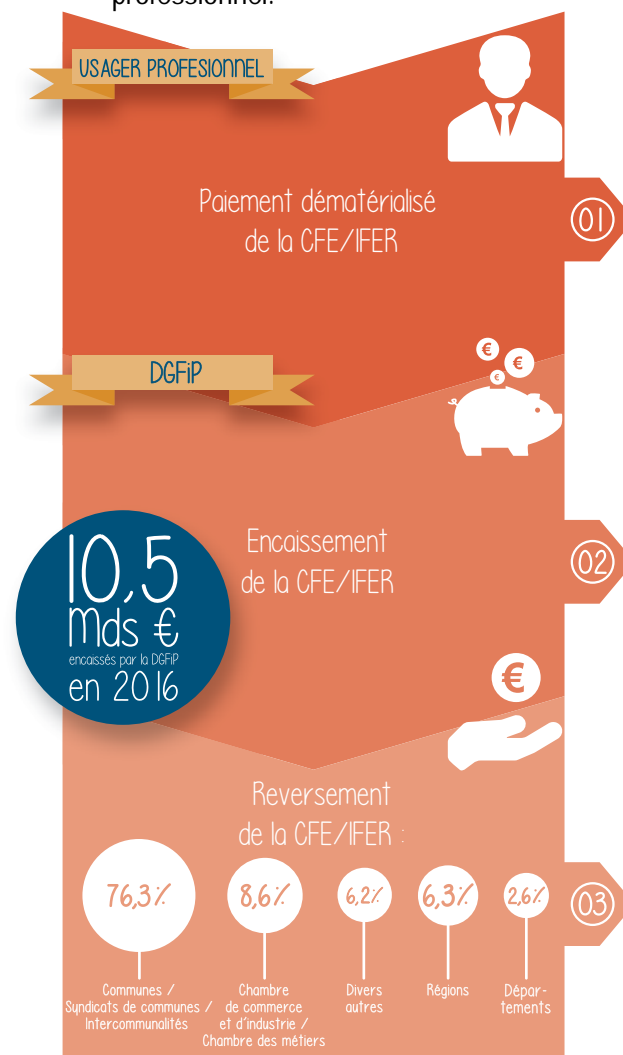 professionnel.
USAGER PROFESIONNEL
Paiement dématérialisé
de la CFE/IFER
01
DGFiP
€
€
€
Encaissement
de la CFE/IFER
02
10,5
Mds €
encaissés par la DGFiP
en 2016
€
Reversement
de la CFE/IFER :
76,3%
8,6%
6,2%
6,3%
2,6%
03
Communes /
Syndicats de communes /
Intercommunalités
Chambre
de commerce
et d'industrie /
Chambre des métiers
Divers
autres
Régions
Dépar-
tements